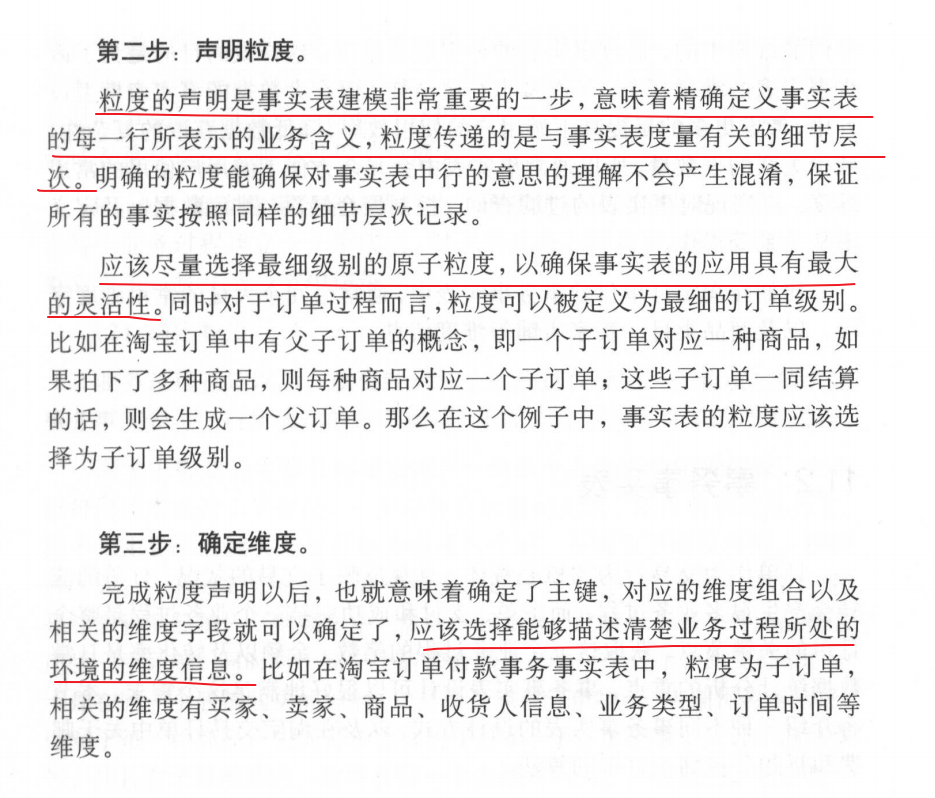 第二步：声明粒度。
粒度的声明是事实表建模非常重要的一步，意味着精确定义事实表
的每一行所表示的业务含义，粒度传递的是与事实表度量有关的细节层
次。明确的粒度能确保对事实表中行的意思的理解不会产生混淆，保证
所有的事实按照同样的细节层次记录。
应该尽量选择最细级别的原子粒度，以确保事实表的应用具有最大
的灵活性。同时对于订单过程而言，粒度可以被定义为最细的订单级别。
比如在淘宝订单中有父子订单的概念，即一个子订单对应一种商品，如
果拍下了多种商品，则每种商品对应一个子订单；这些子订单一同结算
的话，则会生成一个父订单。那么在这个例子中，事实表的粒度应该选
择为子订单级别。
第三步：确定维度。
完成粒度声明以后，也就意味着确定了主键，对应的维度组合以及
相关的维度字段就可以确定了，应该选择能够描述清楚业务过程所处的
环境的维度信息。比如在淘宝订单付款事务事实表中，粒度为子订单，
相关的维度有买家、卖家、商品、收货人信息、业务类型、订单时间等
维度。